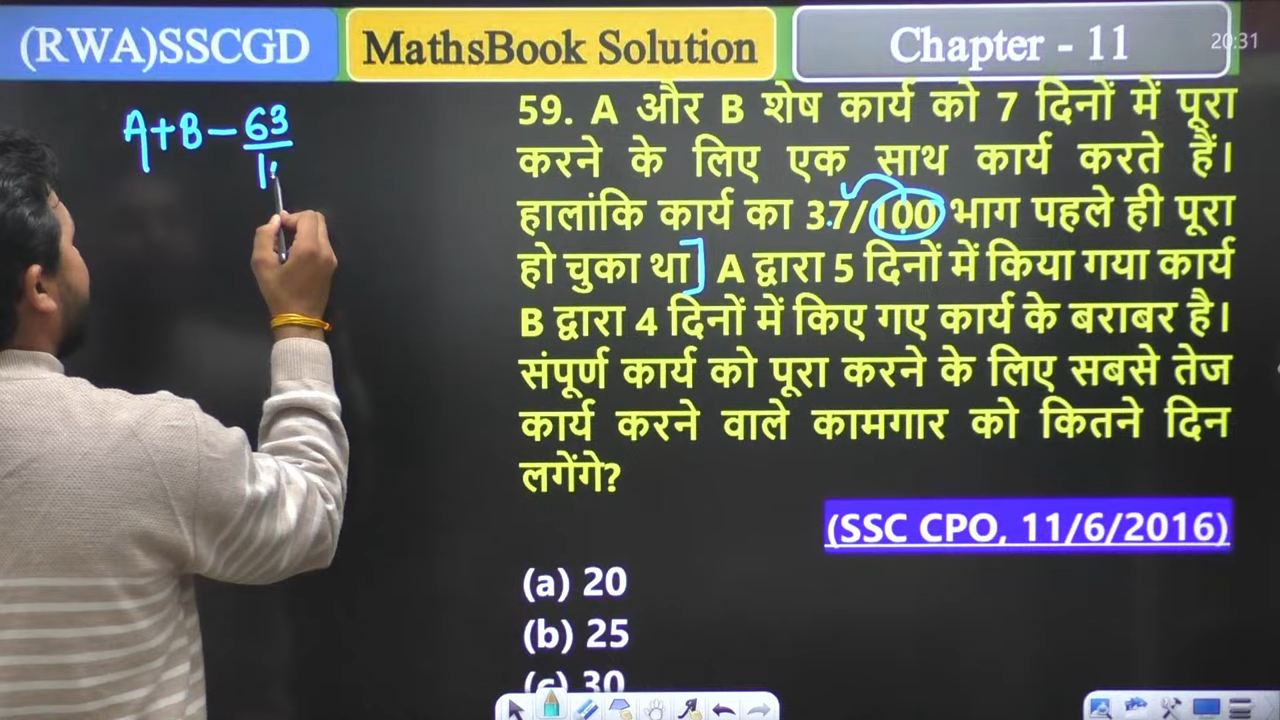 (RWA)SSCGD
MathsBook Solution
Chapter - 11
20:31
A+B - 63
59. A और B शेष कार्य को 7 दिनों में पूरा
करने के लिए एक साथ कार्य करते हैं।
हालांकि कार्य का 37/100 भाग पहले ही पूरा
हो चुका था] A द्वारा 5 दिनों में किया गया कार्य
B द्वारा 4 दिनों में किए गए कार्य के बराबर है।
संपूर्ण कार्य को पूरा करने के लिए सबसे तेज
कार्य करने वाले कामगार को कितने दिन
लगेंगे?
(SSC CPO, 11/6/2016)
(a) 20
(b) 25
(c) 30